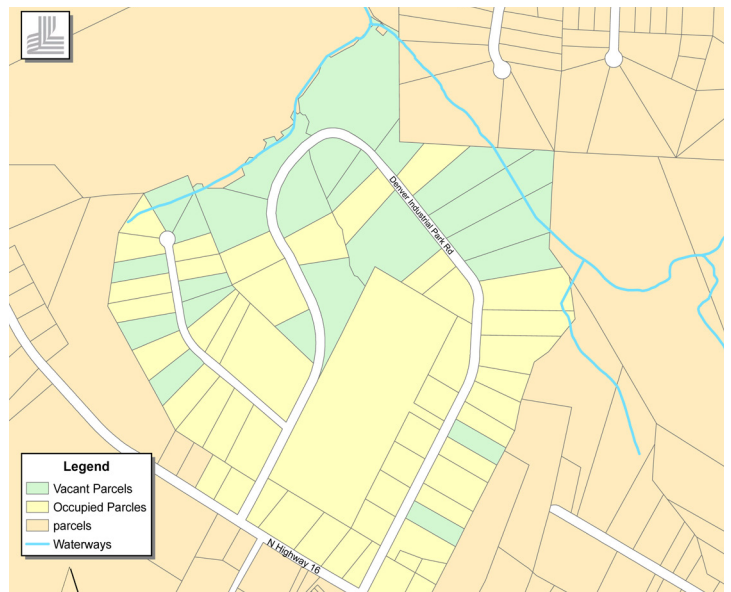 Denver Industrial Park Rd
Legend
Vacant Parcels
Occupied Parcles
parcels
Waterways
N Highway 16